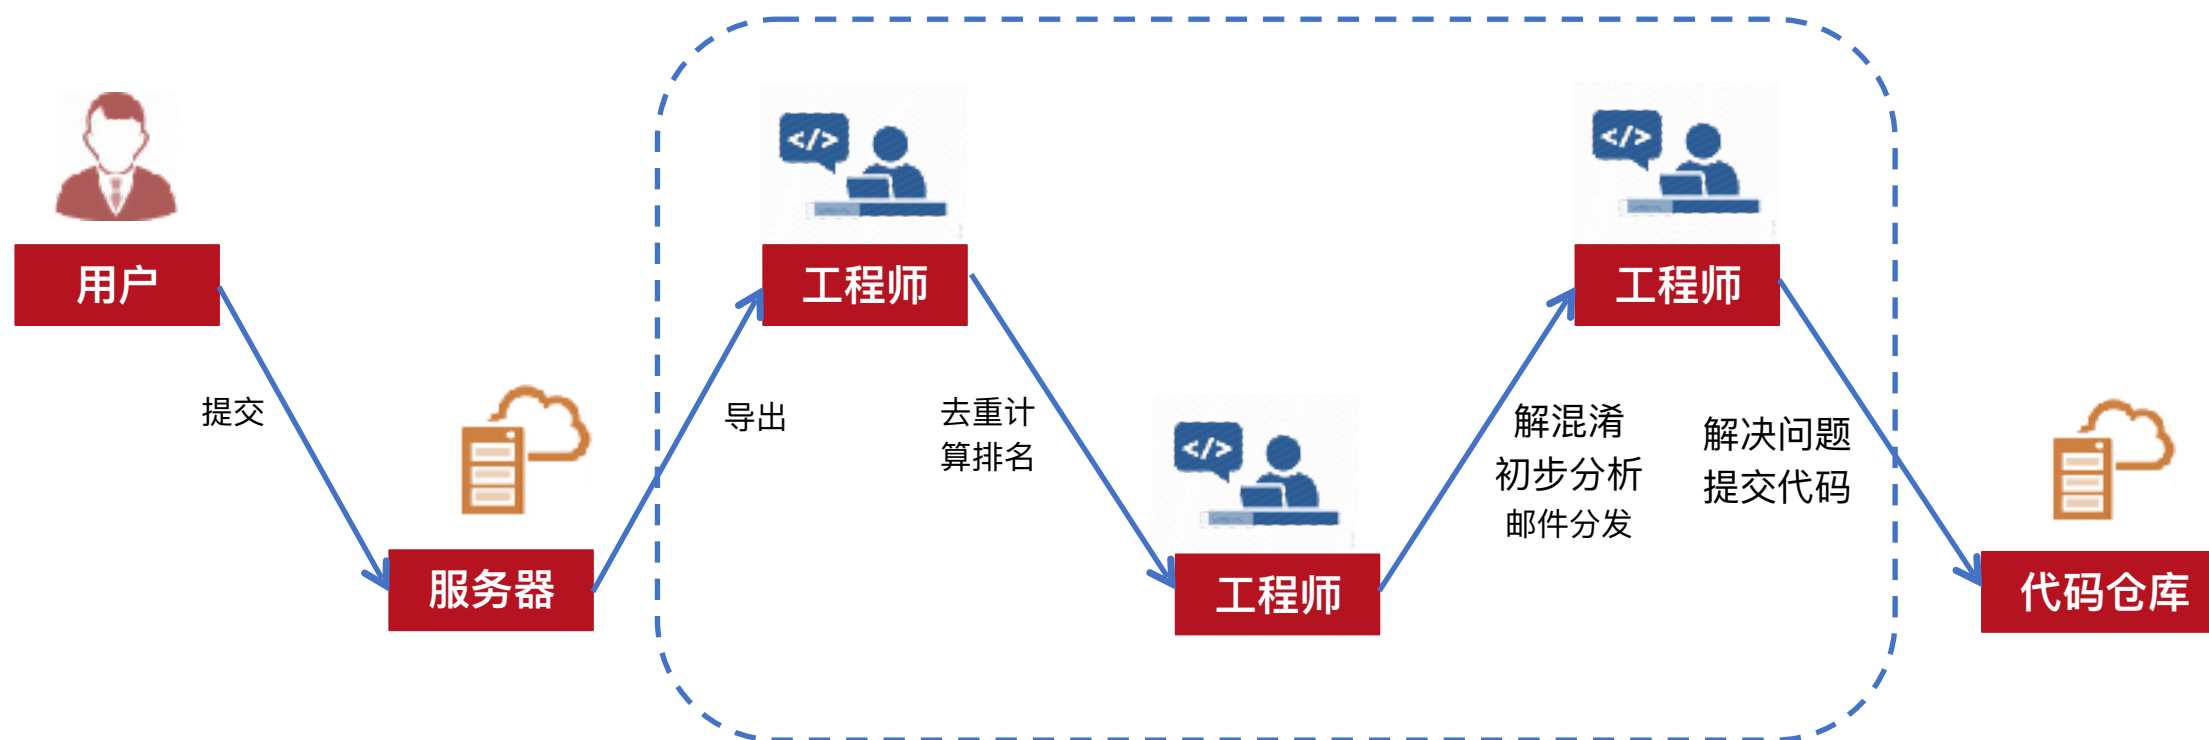 用户
提交
服务器
导出
工程师
去重计
算排名
工程师
解混淆
初步分析
邮件分发
工程师
解决问题
提交代码
代码仓库